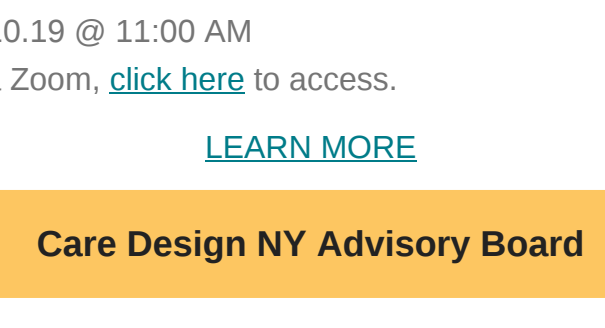 0.19 @ 11:00 AM
Zoom, click here to access.
LEARN MORE
Care Design NY Advisory Board